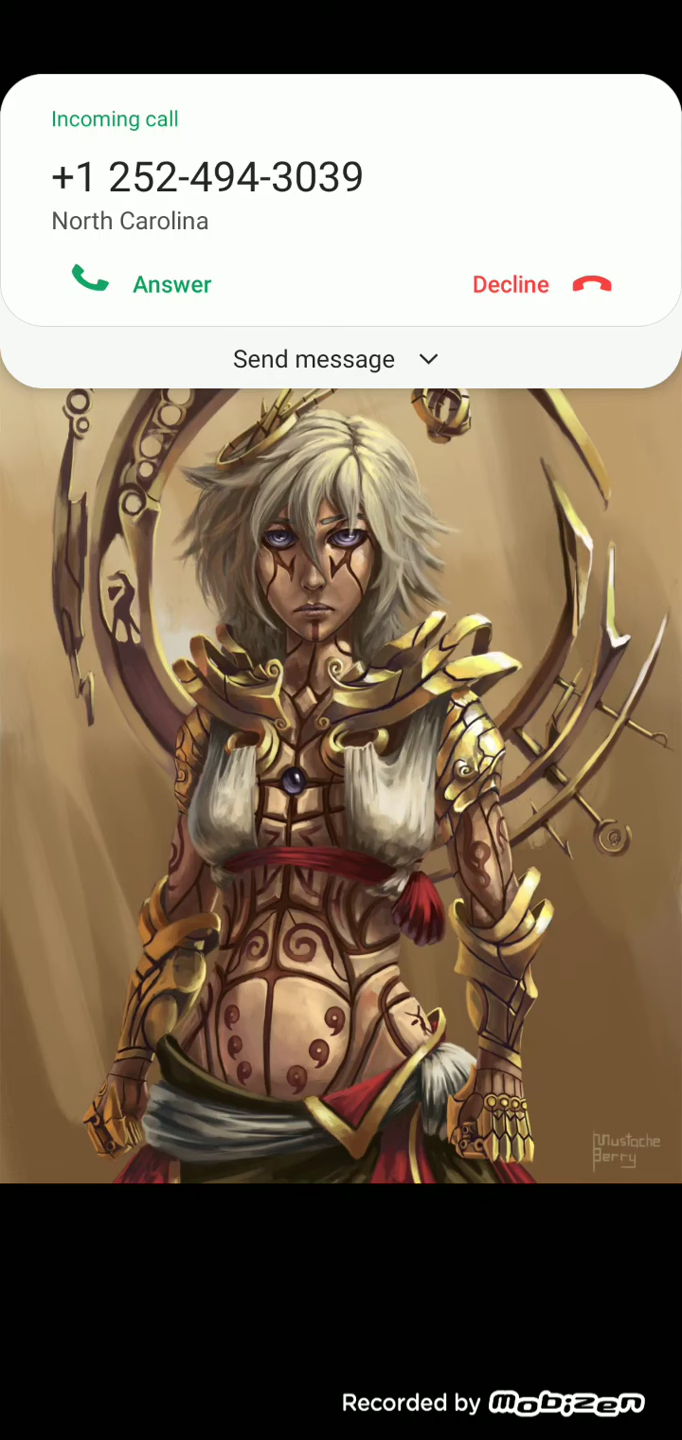 Incoming call
+1 252-494-3039
North Carolina
Answer
Decline
Send message
Mustache
Berry
Recorded by mobizen